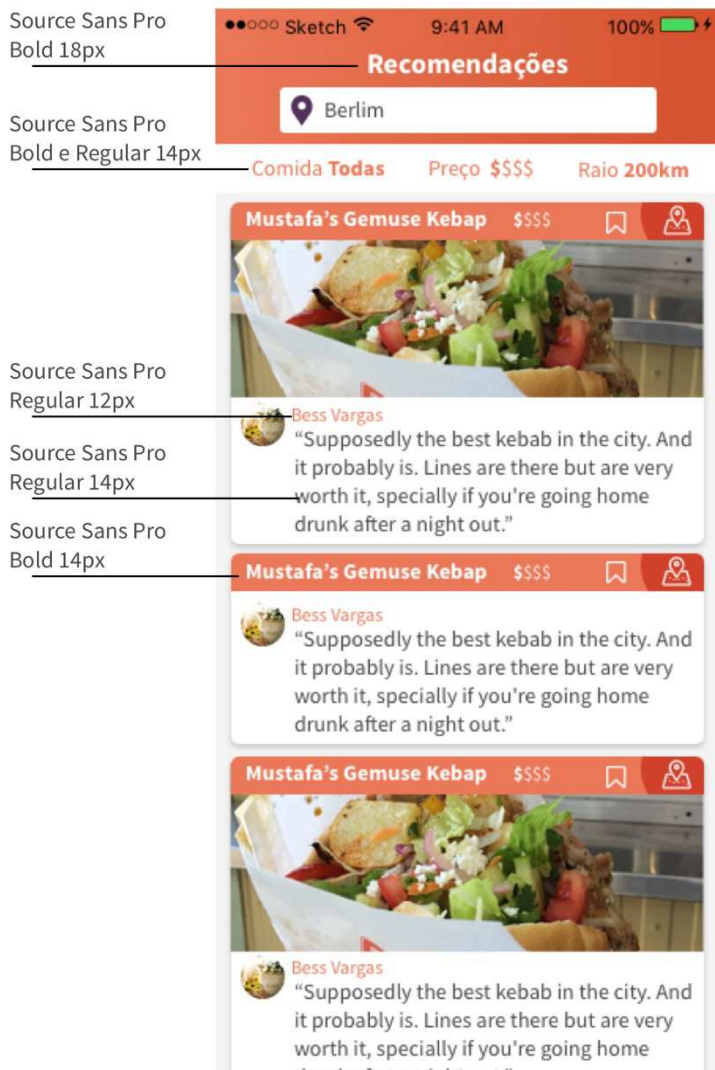 Source Sans Pro
Bold 18px
Source Sans Pro
Bold e Regular 14px
Source Sans Pro
Regular 12px
Source Sans Pro
Regular 14px
Source Sans Pro
Bold 14px
Sketch 9:41 AM 100%
Recomendações
Berlim
Comida Todas Preço $$$$ Raio 200km
Mustafa's Gemuse Kebap $$$$
Bess Vargas
“Supposedly the best kebab in the city. And
it probably is. Lines are there but are very
worth it, specially if you're going home
drunk after a night out.”
Mustafa's Gemuse Kebap $$$$
Bess Vargas
“Supposedly the best kebab in the city. And
it probably is. Lines are there but are very
worth it, specially if you're going home
drunk after a night out.”
Mustafa's Gemuse Kebap $$$$
Bess Vargas
“Supposedly the best kebab in the city. And
it probably is. Lines are there but are very
worth it, specially if you're going home